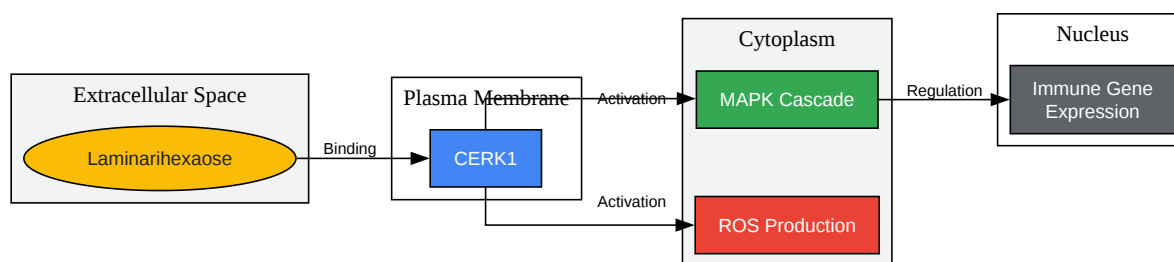 Extracellular Space
Laminarihexaose
Binding
Plasma Membrane
CERK1
Activation
Activation
Cytoplasm
MAPK Cascade
ROS Production
Regulation
Nucleus
Immune Gene
Expression